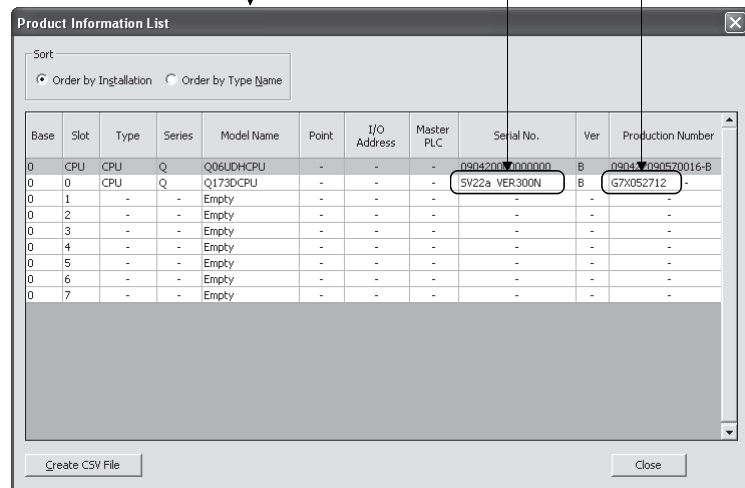 Product Information List
Sort
Order by Installation Order by Type Name
Base Slot Type Series Model Name Point I/O Address Master PLC Serial No. Ver Production Number
0 CPU CPU Q Q06UDHCPU - - - B
0 0 CPU Q Q173DCPU - - - SV22a VER300N B G7X052712 -
0 1 - - Empty - - - - - -
0 2 - - Empty - - - - - -
0 3 - - Empty - - - - - -
0 4 - - Empty - - - - - -
0 5 - - Empty - - - - - -
0 6 - - Empty - - - - - -
0 7 - - Empty - - - - - -
Create CSV File Close